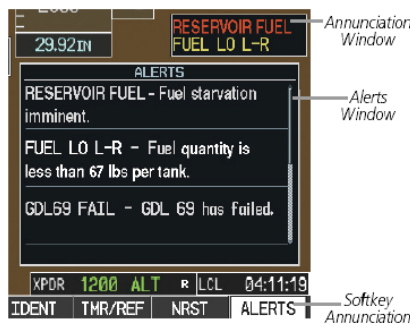 29.92IN
RESERVOIR FUEL
FUEL LO L-R
Annunciation
Window
ALERTS
RESERVOIR FUEL - Fuel starvation
imminent.
FUEL LO L-R - Fuel quantity is
less than 67 lbs per tank.
GDL69 FAIL - GDL 69 has failed.
Alerts
Window
XPDR 1200 ALT R LCL 04:11:19
IDENT TMR/REF NRST ALERTS
Softkey
Annunciation